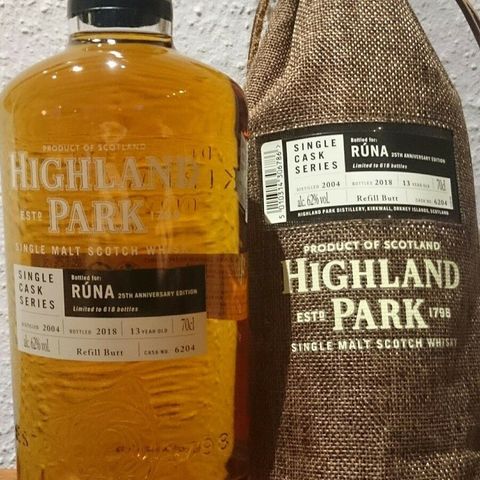 PRODUCT OF SCOTLAND
HIGHLAND
ESTD PARK 1798
SINGLE MALT SCOTCH WHISKY
SINGLE
CASK
SERIES
Bottled for:
RÚNA 25TH ANNIVERSARY EDITION
Limited to 618 bottles
DISTILLED 2004 BOTTLED 2018 13 YEAR OLD 70cl
alc. 62% vol. Refill Butt CASK NO. 6204
SINGLE
CASK
SERIES
Bottled for:
RÚNA 25TH ANNIVERSARY EDITION
Limited to 618 bottles
DISTILLED 2004 BOTTLED 2018 13 YEAR OLD 70cl
alc. 62% vol. Refill Butt CASK NO. 6204
HIGHLAND PARK DISTILLERY, KIRKWALL, ORKNEY ISLANDS, SCOTLAND
PRODUCT OF SCOTLAND
HIGHLAND
ESTD PARK 1798
SINGLE MALT SCOTCH WHISKY